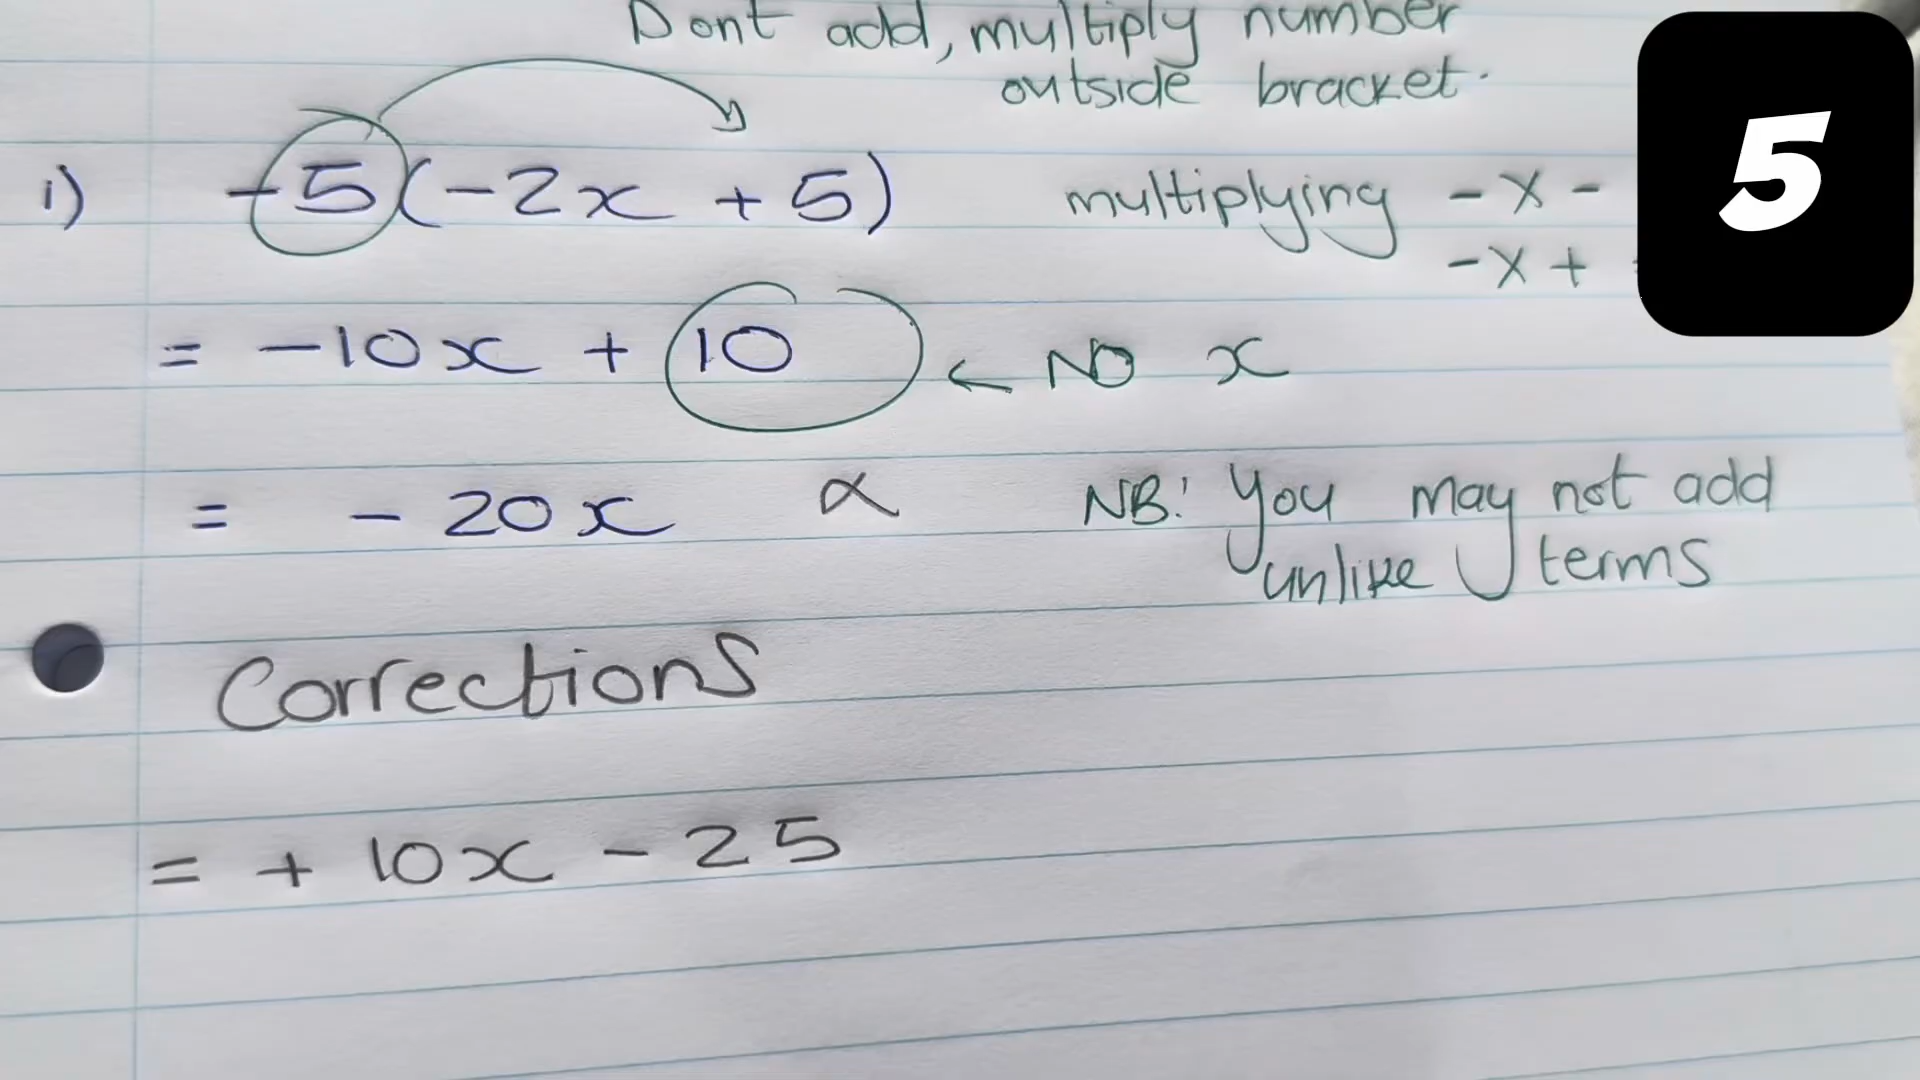 Dont add, multiply number
outside bracket.
5
1) -5(-2x + 5)
multiplying - x -
- x +
= -10x + 10 ← NO x
= - 20x
NB! You may not add
unlike terms
Corrections
= + 10x - 25